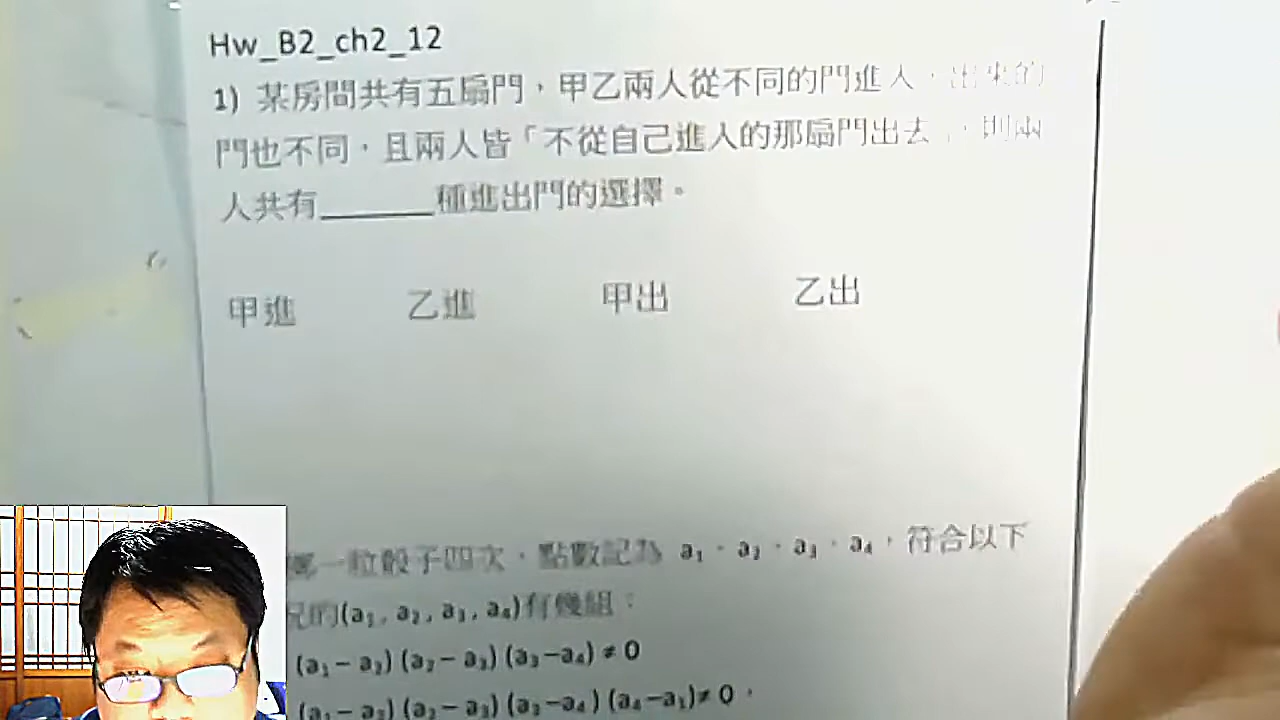 Hw_B2_ch2_12
1) 某房間共有五扇門，甲乙兩人從不同的門進入，出來的
門也不同，且兩人皆「不從自己進入的那扇門出去」，則兩
人共有______種進出門的選擇。
甲進 乙進 甲出 乙出
擲一粒骰子四次，點數記為 a₁、a₂、a₃、a₄，符合以下
況的(a₁, a₂, a₃, a₄)有幾組：
(a₁－a₂) (a₂－a₃) (a₃－a₄) ≠ 0
(a₁－a₂) (a₂－a₃) (a₃－a₄) (a₄－a₁)≠ 0，